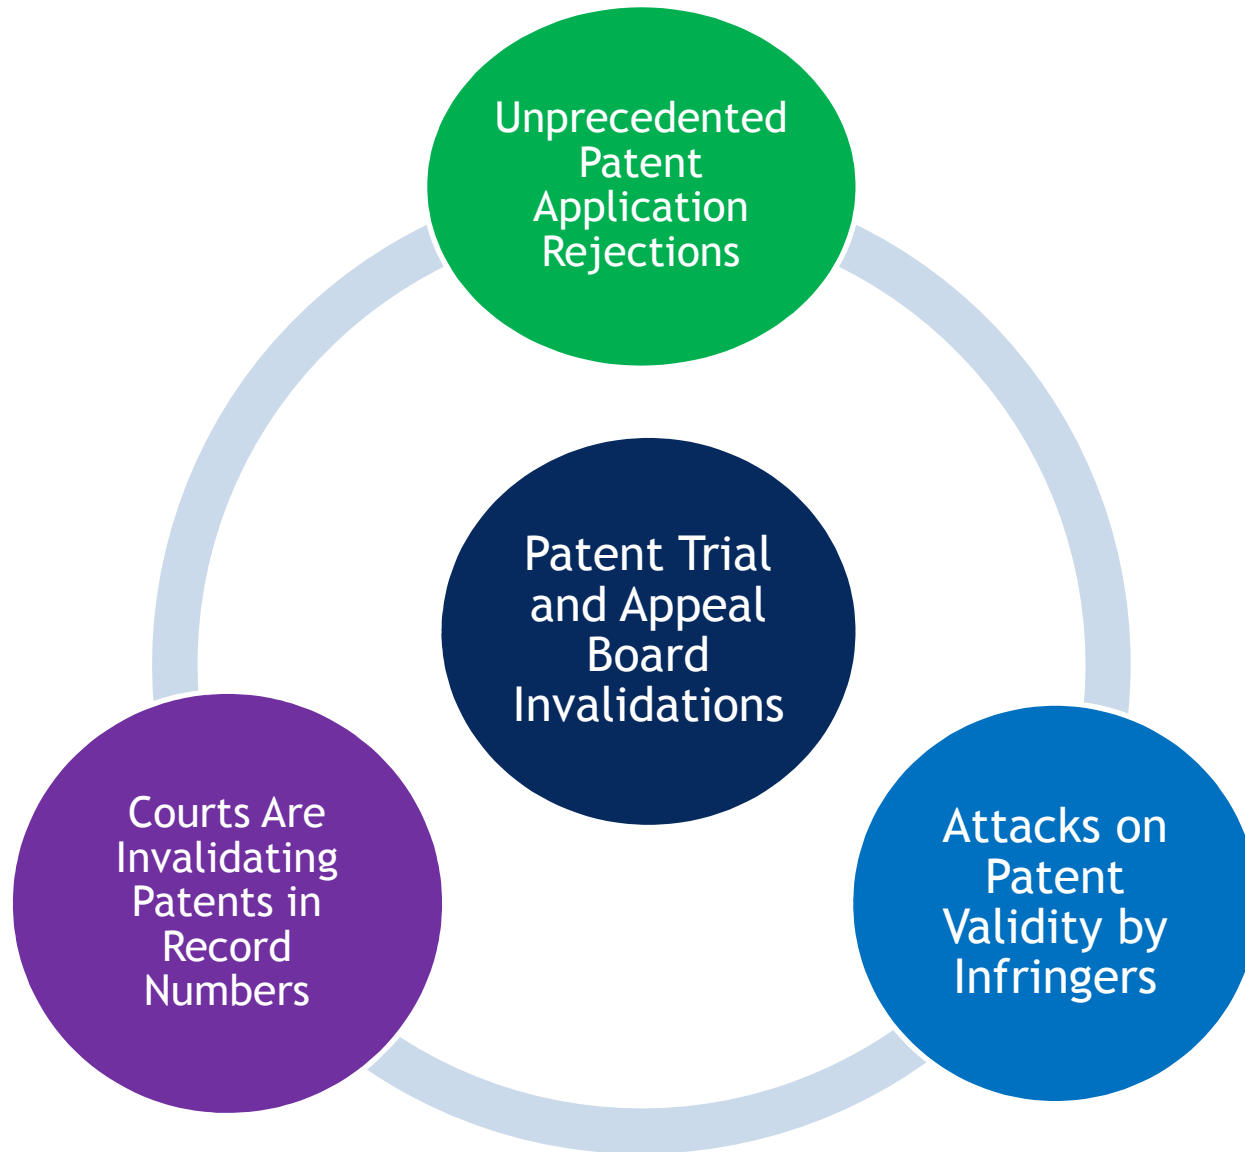 Unprecedented
Patent
Application
Rejections
Patent Trial
and Appeal
Board
Invalidations
Courts Are
Invalidating
Patents in
Record
Numbers
Attacks on
Patent
Validity by
Infringers